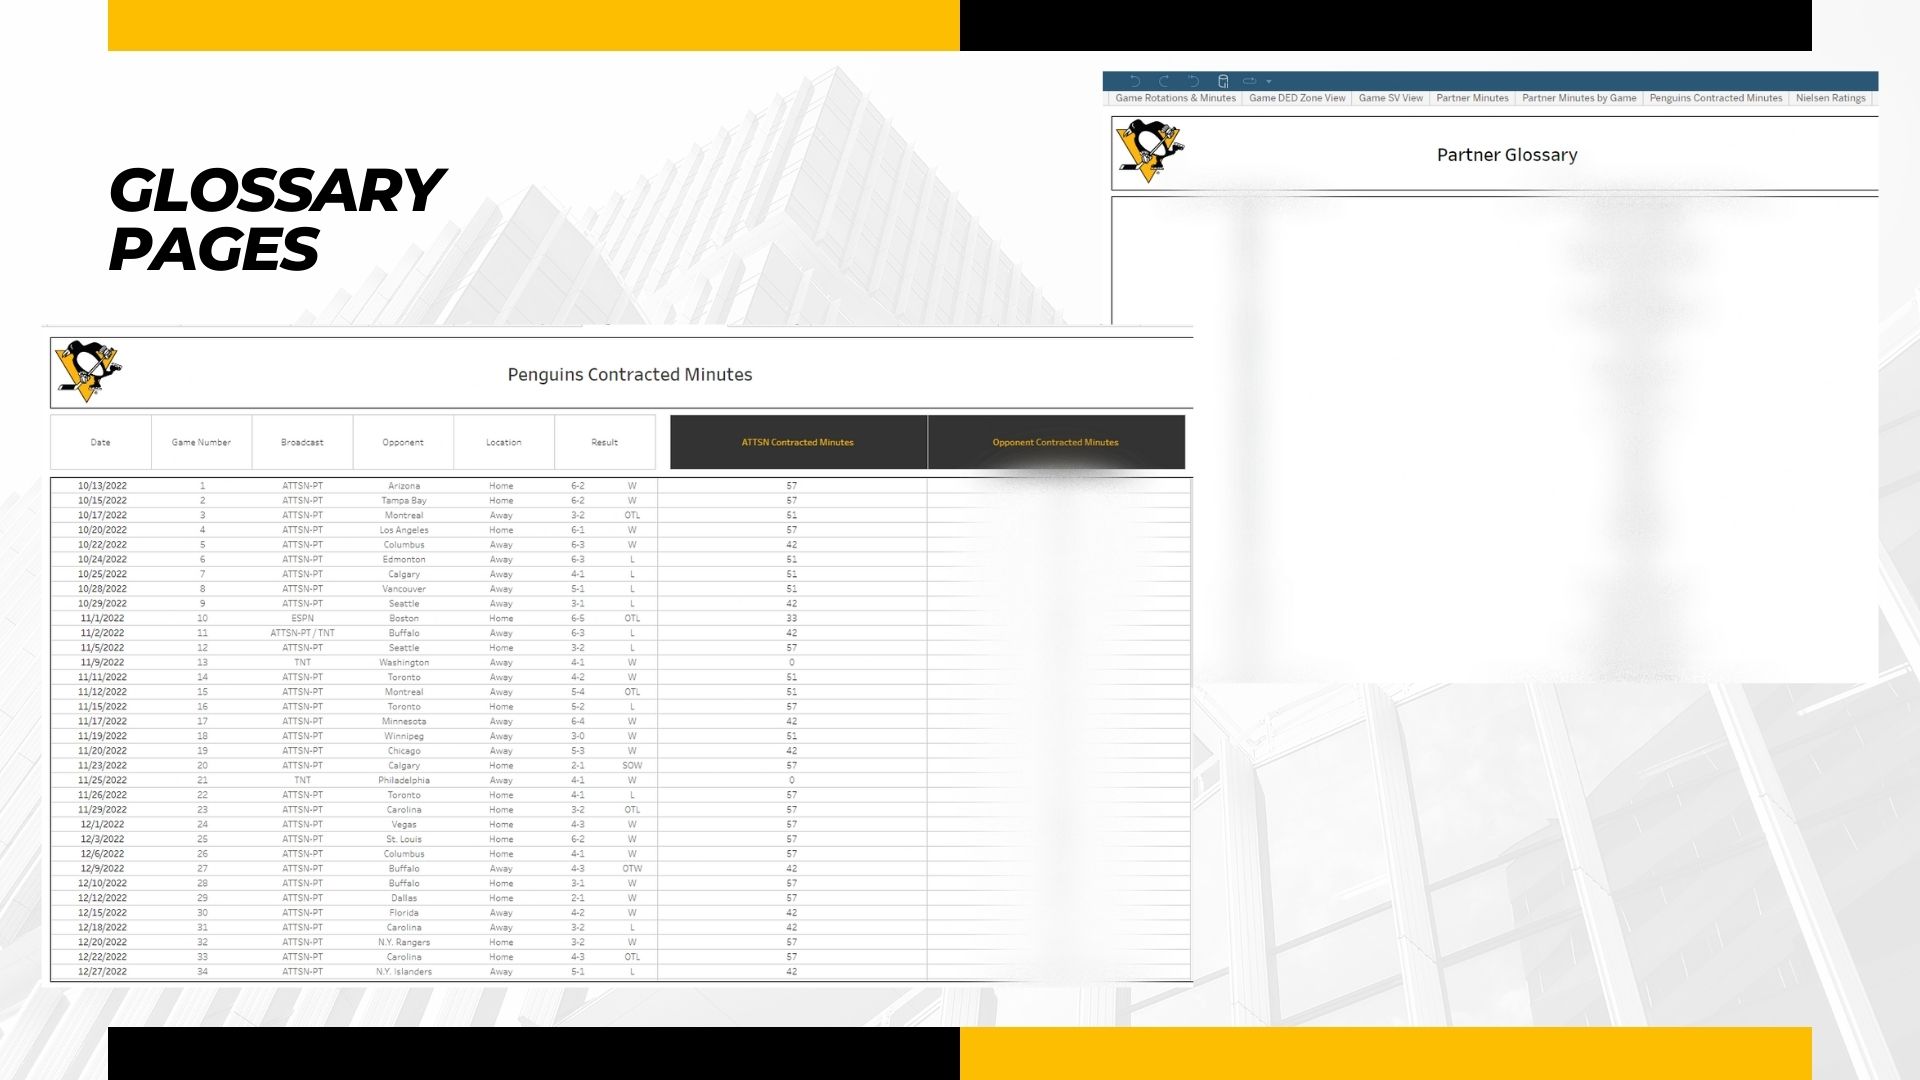 GLOSSARY
PAGES
Game Rotations & Minutes Game DED Zone View Game SV View Partner Minutes Partner Minutes by Game Penguins Contracted Minutes Nielsen Ratings
Partner Glossary
Penguins Contracted Minutes
Date Game Number Broadcast Opponent Location Result ATTSN Contracted Minutes Opponent Contracted Minutes
10/13/2022 1 ATTSN-PT Arizona Home 6-2 W 57
10/15/2022 2 ATTSN-PT Tampa Bay Home 6-2 W 57
10/17/2022 3 ATTSN-PT Montreal Away 3-2 OTL 51
10/20/2022 4 ATTSN-PT Los Angeles Home 6-1 W 57
10/22/2022 5 ATTSN-PT Columbus Away 6-3 W 42
10/24/2022 6 ATTSN-PT Edmonton Away 6-3 L 51
10/25/2022 7 ATTSN-PT Calgary Away 4-1 L 51
10/28/2022 8 ATTSN-PT Vancouver Away 5-1 L 51
10/29/2022 9 ATTSN-PT Seattle Away 3-1 L 42
11/1/2022 10 ESPN Boston Home 6-5 OTL 33
11/2/2022 11 ATTSN-PT / TNT Buffalo Away 6-3 L 42
11/5/2022 12 ATTSN-PT Seattle Home 3-2 L 57
11/9/2022 13 TNT Washington Away 4-1 W 0
11/11/2022 14 ATTSN-PT Toronto Away 4-2 W 51
11/12/2022 15 ATTSN-PT Montreal Away 5-4 OTL 51
11/15/2022 16 ATTSN-PT Toronto Home 5-2 L 57
11/17/2022 17 ATTSN-PT Minnesota Away 6-4 W 42
11/19/2022 18 ATTSN-PT Winnipeg Away 3-0 W 51
11/20/2022 19 ATTSN-PT Chicago Away 5-3 W 42
11/23/2022 20 ATTSN-PT Calgary Home 2-1 SOW 57
11/25/2022 21 TNT Philadelphia Away 4-1 W 0
11/26/2022 22 ATTSN-PT Toronto Home 4-1 L 57
11/29/2022 23 ATTSN-PT Carolina Home 3-2 OTL 57
12/1/2022 24 ATTSN-PT Vegas Home 4-3 W 57
12/3/2022 25 ATTSN-PT St. Louis Home 6-2 W 57
12/6/2022 26 ATTSN-PT Columbus Home 4-1 W 57
12/9/2022 27 ATTSN-PT Buffalo Away 4-3 OTW 42
12/10/2022 28 ATTSN-PT Buffalo Home 3-1 W 57
12/12/2022 29 ATTSN-PT Dallas Home 2-1 W 57
12/15/2022 30 ATTSN-PT Florida Away 4-2 W 42
12/18/2022 31 ATTSN-PT Carolina Away 3-2 L 42
12/20/2022 32 ATTSN-PT N.Y. Rangers Home 3-2 W 57
12/22/2022 33 ATTSN-PT Carolina Home 4-3 OTL 57
12/27/2022 34 ATTSN-PT N.Y. Islanders Away 5-1 L 42